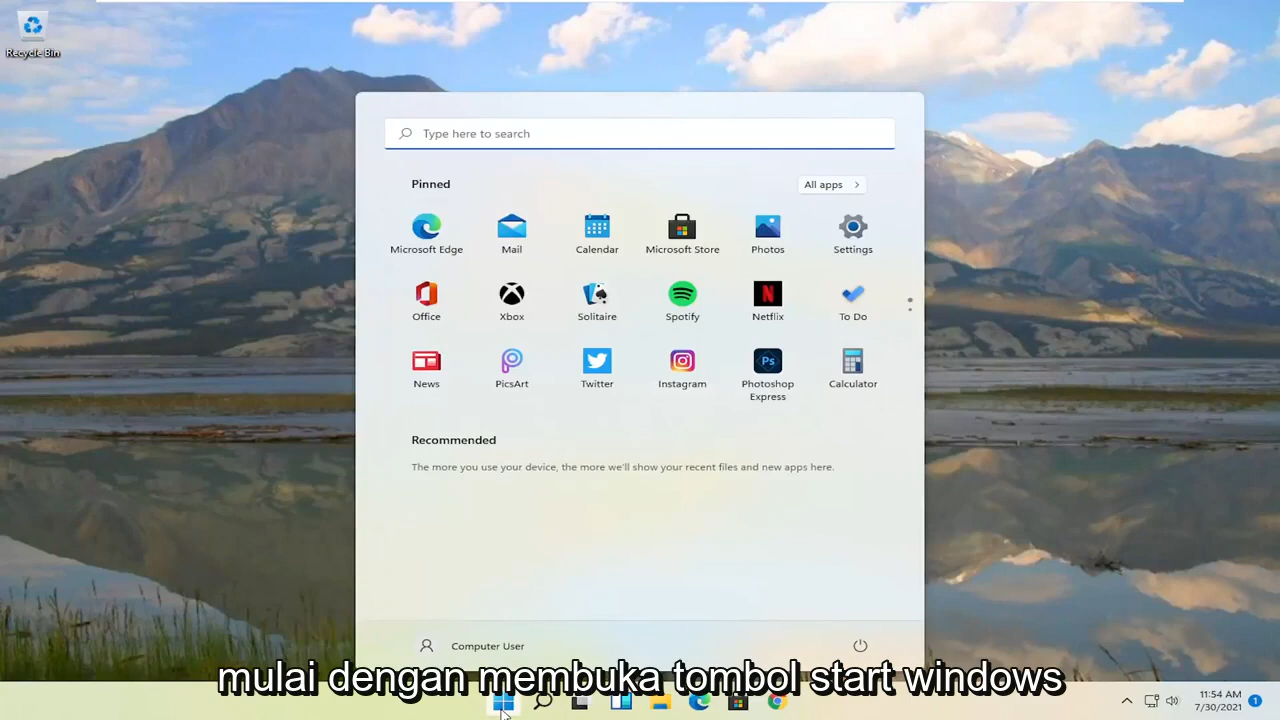 Recycle Bin
Type here to search
Pinned
All apps
Microsoft Edge
Mail
Calendar
Microsoft Store
Photos
Settings
Office
Xbox
Solitaire
Spotify
Netflix
To Do
News
PicsArt
Twitter
Instagram
Photoshop Express
Calculator
Recommended
The more you use your device, the more we'll show your recent files and new apps here.
Computer User
mulai dengan membuka tombol start windows
11:54 AM
7/30/2021
1